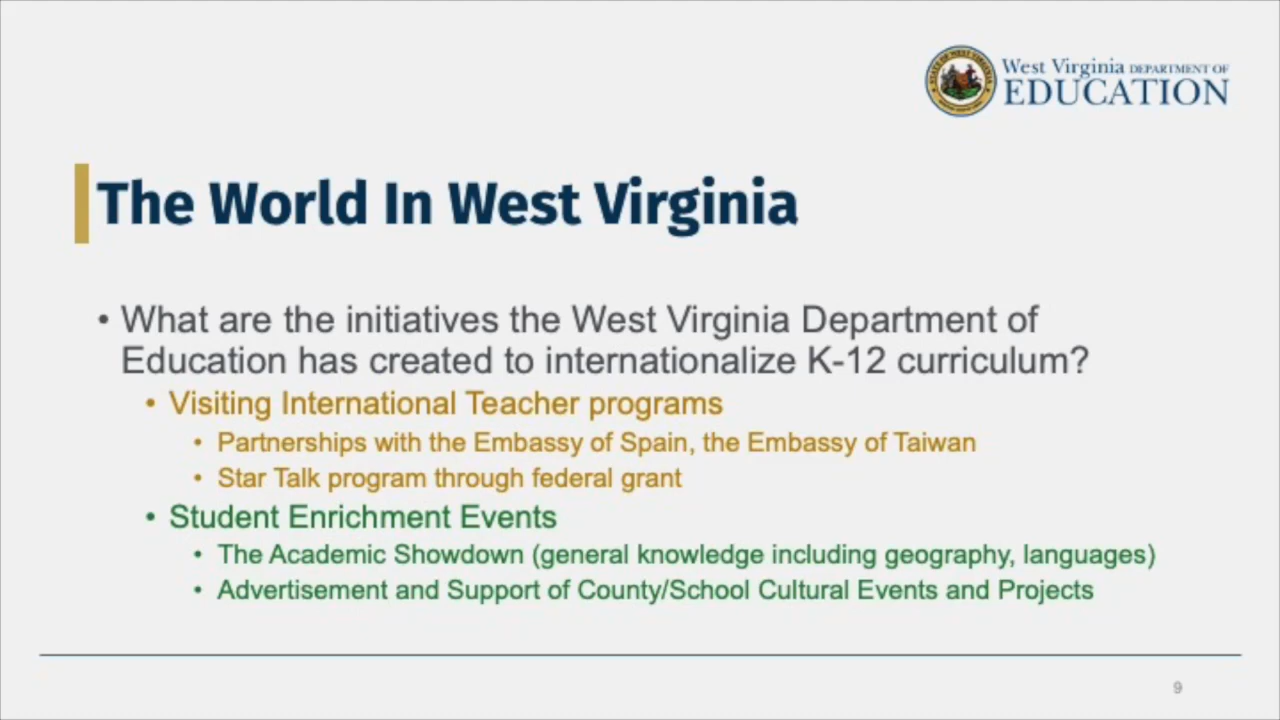 West Virginia DEPARTMENT OF
EDUCATION
The World In West Virginia
• What are the initiatives the West Virginia Department of
Education has created to internationalize K-12 curriculum?
• Visiting International Teacher programs
• Partnerships with the Embassy of Spain, the Embassy of Taiwan
• Star Talk program through federal grant
• Student Enrichment Events
• The Academic Showdown (general knowledge including geography, languages)
• Advertisement and Support of County/School Cultural Events and Projects
9